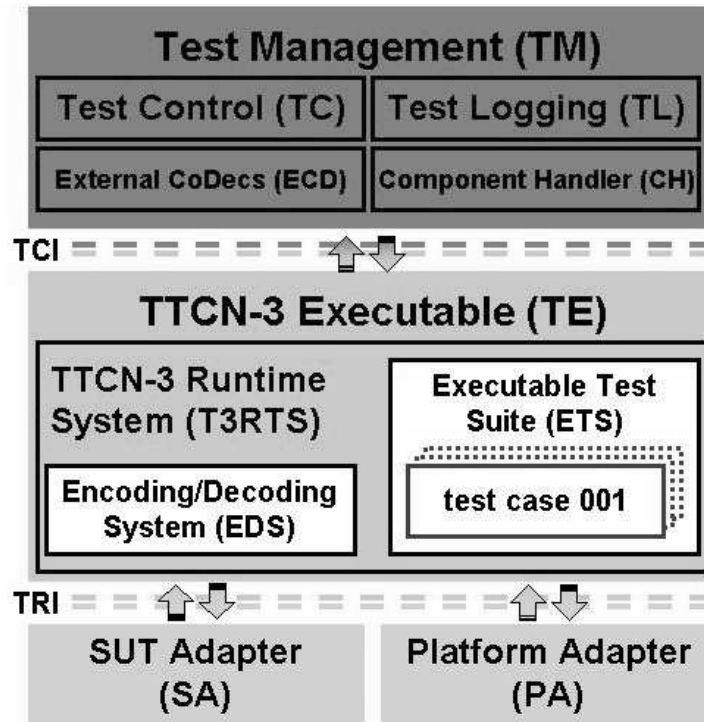 Test Management (TM)
Test Control (TC)
Test Logging (TL)
External CoDecs (ECD)
Component Handler (CH)
TCI
TTCN-3 Executable (TE)
TTCN-3 Runtime
System (T3RTS)
Executable Test
Suite (ETS)
Encoding/Decoding
System (EDS)
test case 001
TRI
SUT Adapter
(SA)
Platform Adapter
(PA)